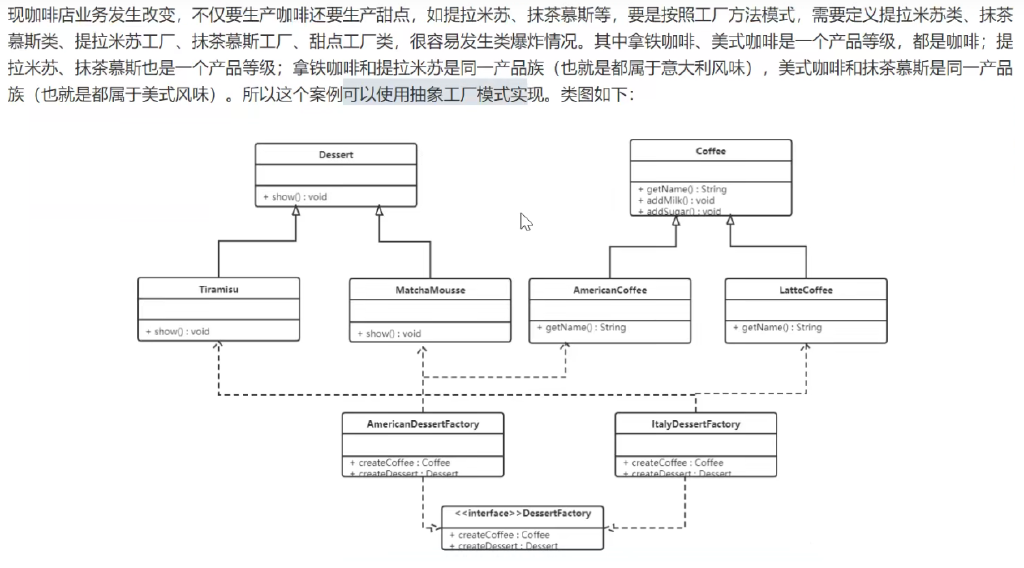 现咖啡店业务发生改变，不仅要生产咖啡还要生产甜点，如提拉米苏、抹茶慕斯等，要是按照工厂方法模式，需要定义提拉米苏类、抹茶
慕斯类、提拉米苏工厂、抹茶慕斯工厂、甜点工厂类，很容易发生类爆炸情况。其中拿铁咖啡、美式咖啡是一个产品等级，都是咖啡；提
拉米苏、抹茶慕斯也是一个产品等级；拿铁咖啡和提拉米苏是同一产品族（也就是都属于意大利风味），美式咖啡和抹茶慕斯是同一产品
族（也就是都属于美式风味）。所以这个案例可以使用抽象工厂模式实现。类图如下：
Dessert
+ show() : void
Coffee
+ getName() : String
+ addMilk() : void
+ addSugar() : void
Tiramisu
+ show() : void
MatchaMousse
+ show() : void
AmericanCoffee
+ getName() : String
LatteCoffee
+ getName() : String
AmericanDessertFactory
+ createCoffee : Coffee
+ createDessert : Dessert
ItalyDessertFactory
+ createCoffee : Coffee
+ createDessert : Dessert
<<interface>>DessertFactory
+ createCoffee : Coffee
+ createDessert : Dessert